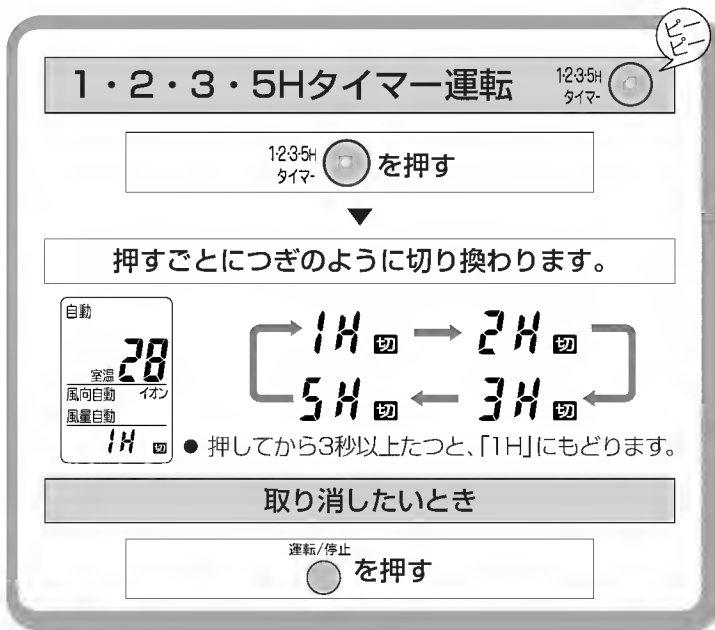 ピー
ピー
1・2・3・5Hタイマー運転
1・2・3・5H
タイマー
1・2・3・5H
タイマー
を押す
押すごとにつぎのように切り換わります。
自動
室温 28
風向自動 イオン
風量自動
1H 切
1H 切
2H 切
5H 切
3H 切
● 押してから3秒以上たつと、「1H」にもどります。
取り消したいとき
運転/停止
を押す